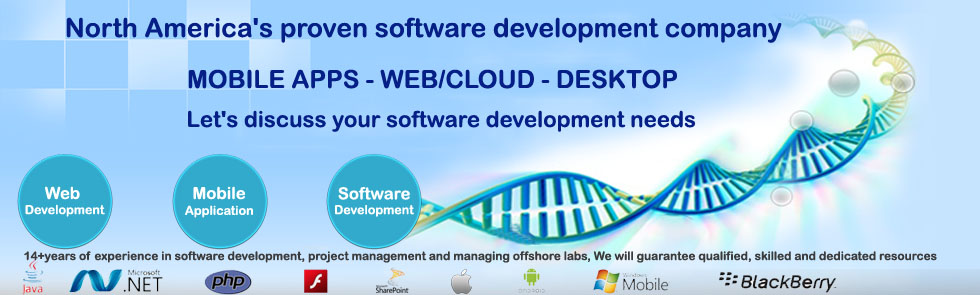 North America's proven software development company
MOBILE APPS - WEB/CLOUD - DESKTOP
Let's discuss your software development needs
Web
Development
Mobile
Application
Software
Development
14+years of experience in software development, project management and managing offshore labs, We will guarantee qualified, skilled and dedicated resources
Java
Microsoft
.NET
php
SharePoint
ANDROID
Windows
Mobile
BlackBerry